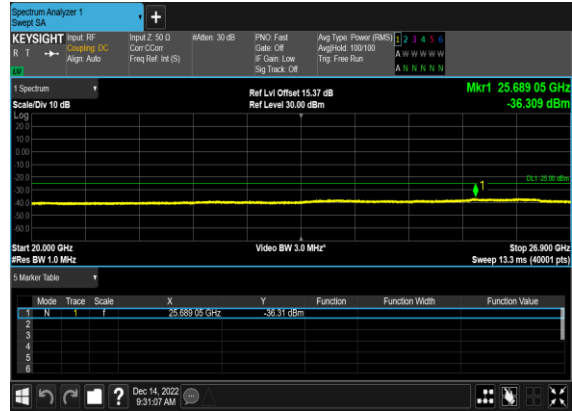 Spectrum Analyzer 1
Swept SA
+
KEYSIGHT Input: RF Input Z: 50 Ω #Atten: 30 dB PNO: Fast Avg Type: Power (RMS) 1 2 3 4 5 6
R T Coupling: DC Corr CCorr Gate: Off Avg|Hold: 100/100 A W W W W W
Align: Auto Freq Ref: Int (S) IF Gain: Low Trig: Free Run
Sig Track: Off A N N N N N
1 Spectrum Ref Lvl Offset 15.37 dB Mkr1 25.689 05 GHz
Scale/Div 10 dB Ref Level 30.00 dBm -36.309 dBm
Log
20.0
10.0
0.00
-10.0
-20.0
DL1 -25.00 dBm
-30.0
1
-40.0
-50.0
-60.0
Start 20.000 GHz Video BW 3.0 MHz* Stop 26.900 GHz
#Res BW 1.0 MHz Sweep 13.3 ms (40001 pts)
5 Marker Table
Mode Trace Scale X Y Function Function Width Function Value
1 N 1 f 25.689 05 GHz -36.31 dBm
2
3
4
5
6
? Dec 14, 2022
9:31:07 AM